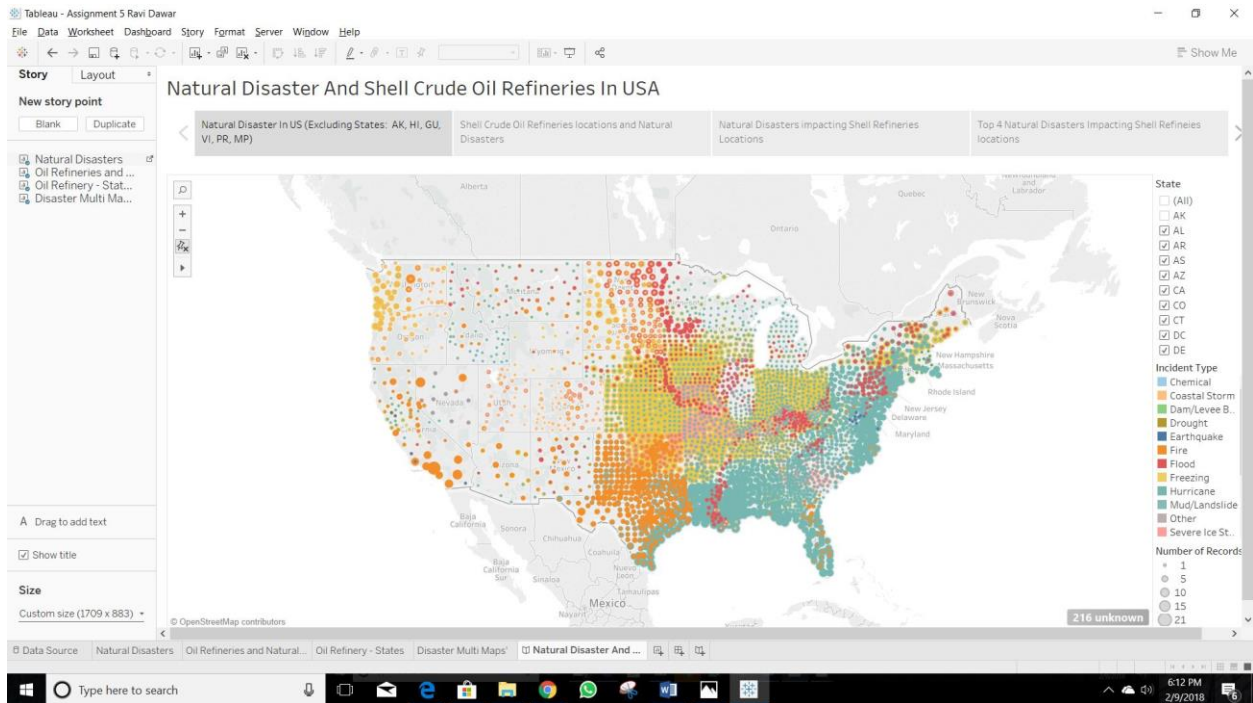 Tableau - Assignment 5 Ravi Dawar
File Data Worksheet Dashboard Story Format Server Window Help
Show Me
Story Layout
New story point
Blank Duplicate
Natural Disasters
Oil Refineries and ...
Oil Refinery - Stat...
Disaster Multi Ma...
A Drag to add text
Show title
Size
Custom size (1709 x 883)
Natural Disaster And Shell Crude Oil Refineries In USA
Natural Disaster In US (Excluding States: AK, HI, GU,
VI, PR, MP)
Shell Crude Oil Refineries locations and Natural
Disasters
Natural Disasters impacting Shell Refineries
Locations
Top 4 Natural Disasters Impacting Shell Refineies
locations
Alberta
Ontario
Quebec
Newfoundland
and
Labrador
New
Brunswick
Nova
Scotia
Montana
Oregon
Idaho
Wyoming
Nevada
Utah
New Hampshire
Massachusetts
Rhode Island
New Jersey
Delaware
Maryland
Baja
California
Sonora
Chihuahua
Coahuila
Baja
California
Sur
Sinaloa
Nuevo
León
Tamaulipas
Mexico
Nayarit
© OpenStreetMap contributors
216 unknown
State
(All)
AK
AL
AR
AS
AZ
CA
CO
CT
DC
DE
Incident Type
Chemical
Coastal Storm
Dam/Levee B..
Drought
Earthquake
Fire
Flood
Freezing
Hurricane
Mud/Landslide
Other
Severe Ice St..
Number of Records
1
5
10
15
21
Data Source Natural Disasters Oil Refineries and Natural... Oil Refinery - States Disaster Multi Maps' Natural Disaster And ...
Type here to search
6:12 PM
2/9/2018
6